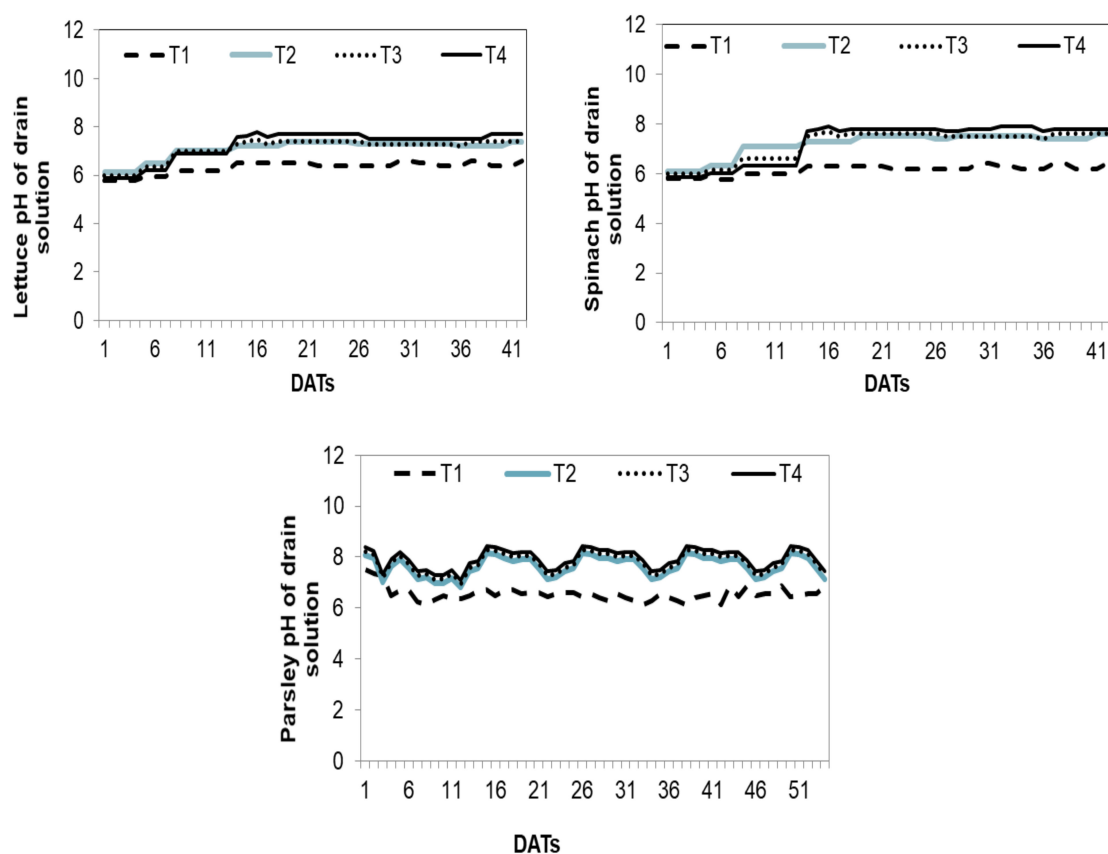 12
10
8
6
4
2
0
T1 T2 T3 T4
Lettuce pH of drain
solution
1 6 11 16 21 26 31 36 41
DATs
12
10
8
6
4
2
0
T1 T2 T3 T4
Spinach pH of drain
solution
1 6 11 16 21 26 31 36 41
DATs
12
10
8
6
4
2
0
T1 T2 T3 T4
Parsley pH of drain
solution
1 6 11 16 21 26 31 36 41 46 51
DATs